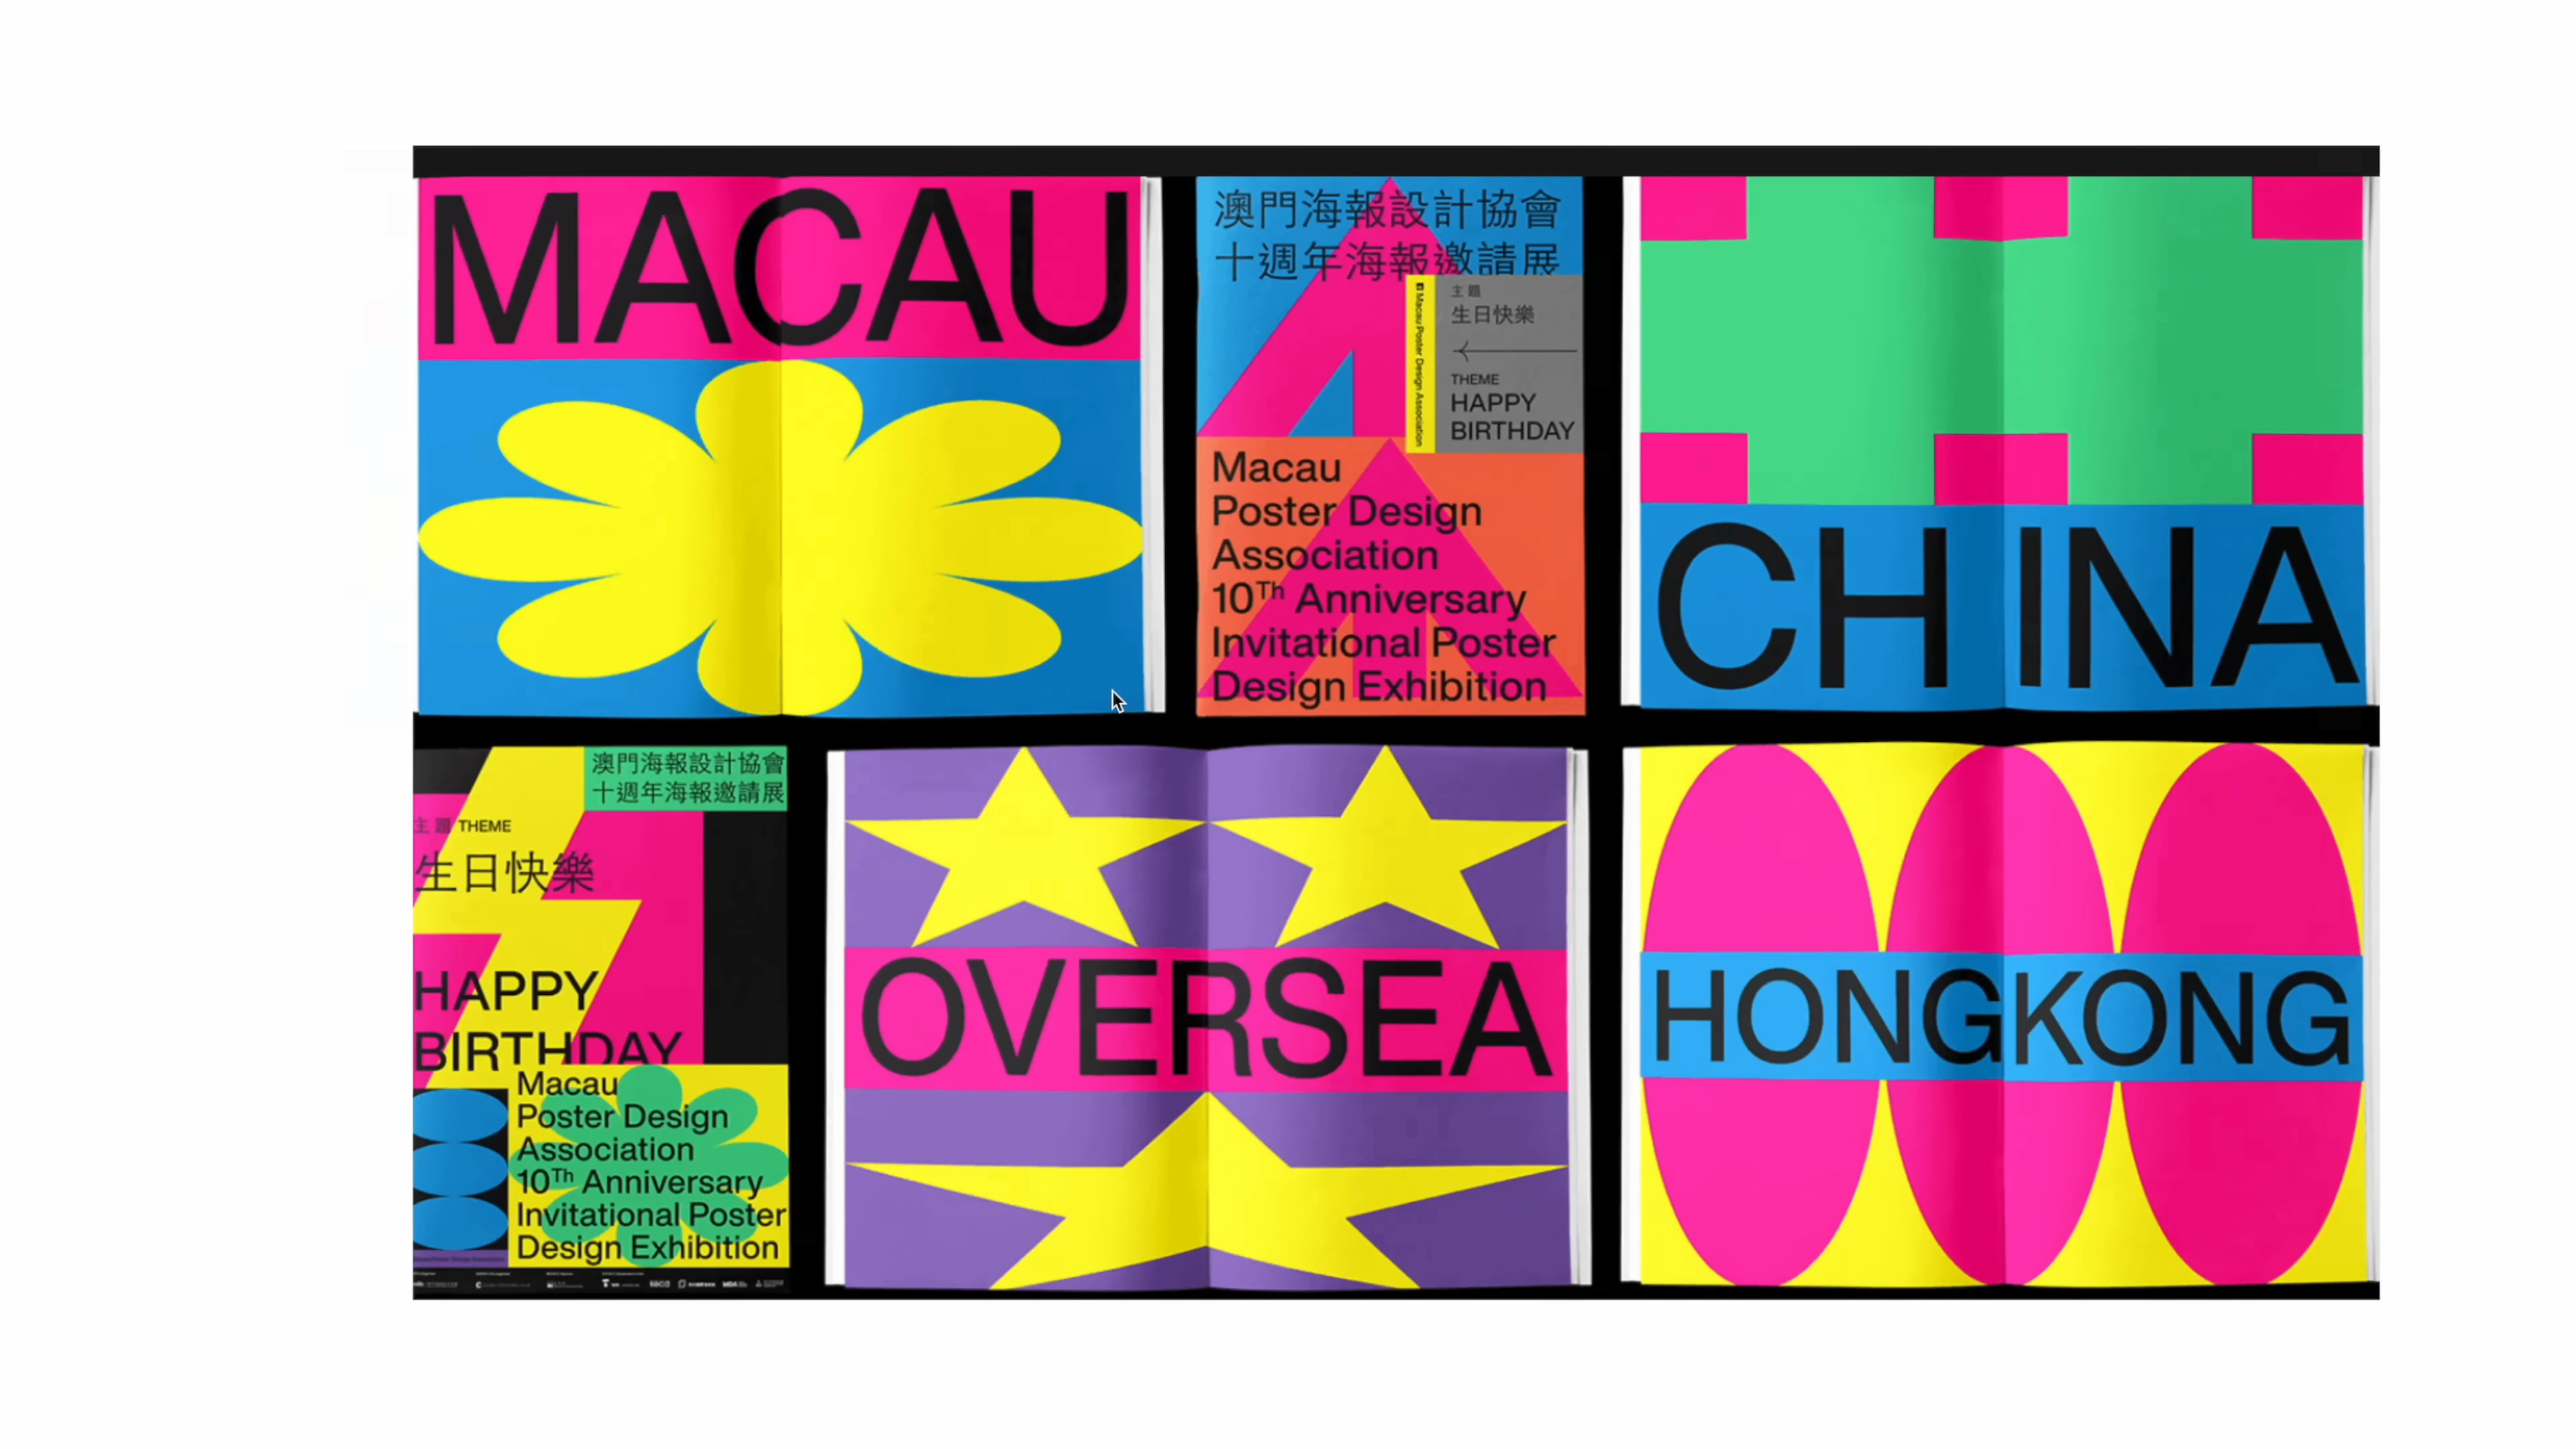 MACAU
澳門海報設計協會
十週年海報邀請展
Macau Poster Design Association
主題
生日快樂
THEME
HAPPY
BIRTHDAY
Macau
Poster Design
Association
10Th Anniversary
Invitational Poster
Design Exhibition
CHINA
澳門海報設計協會
十週年海報邀請展
主題 THEME
生日快樂
HAPPY
BIRTHDAY
Macau
Poster Design
Association
10Th Anniversary
Invitational Poster
Design Exhibition
OVERSEA
HONGKONG